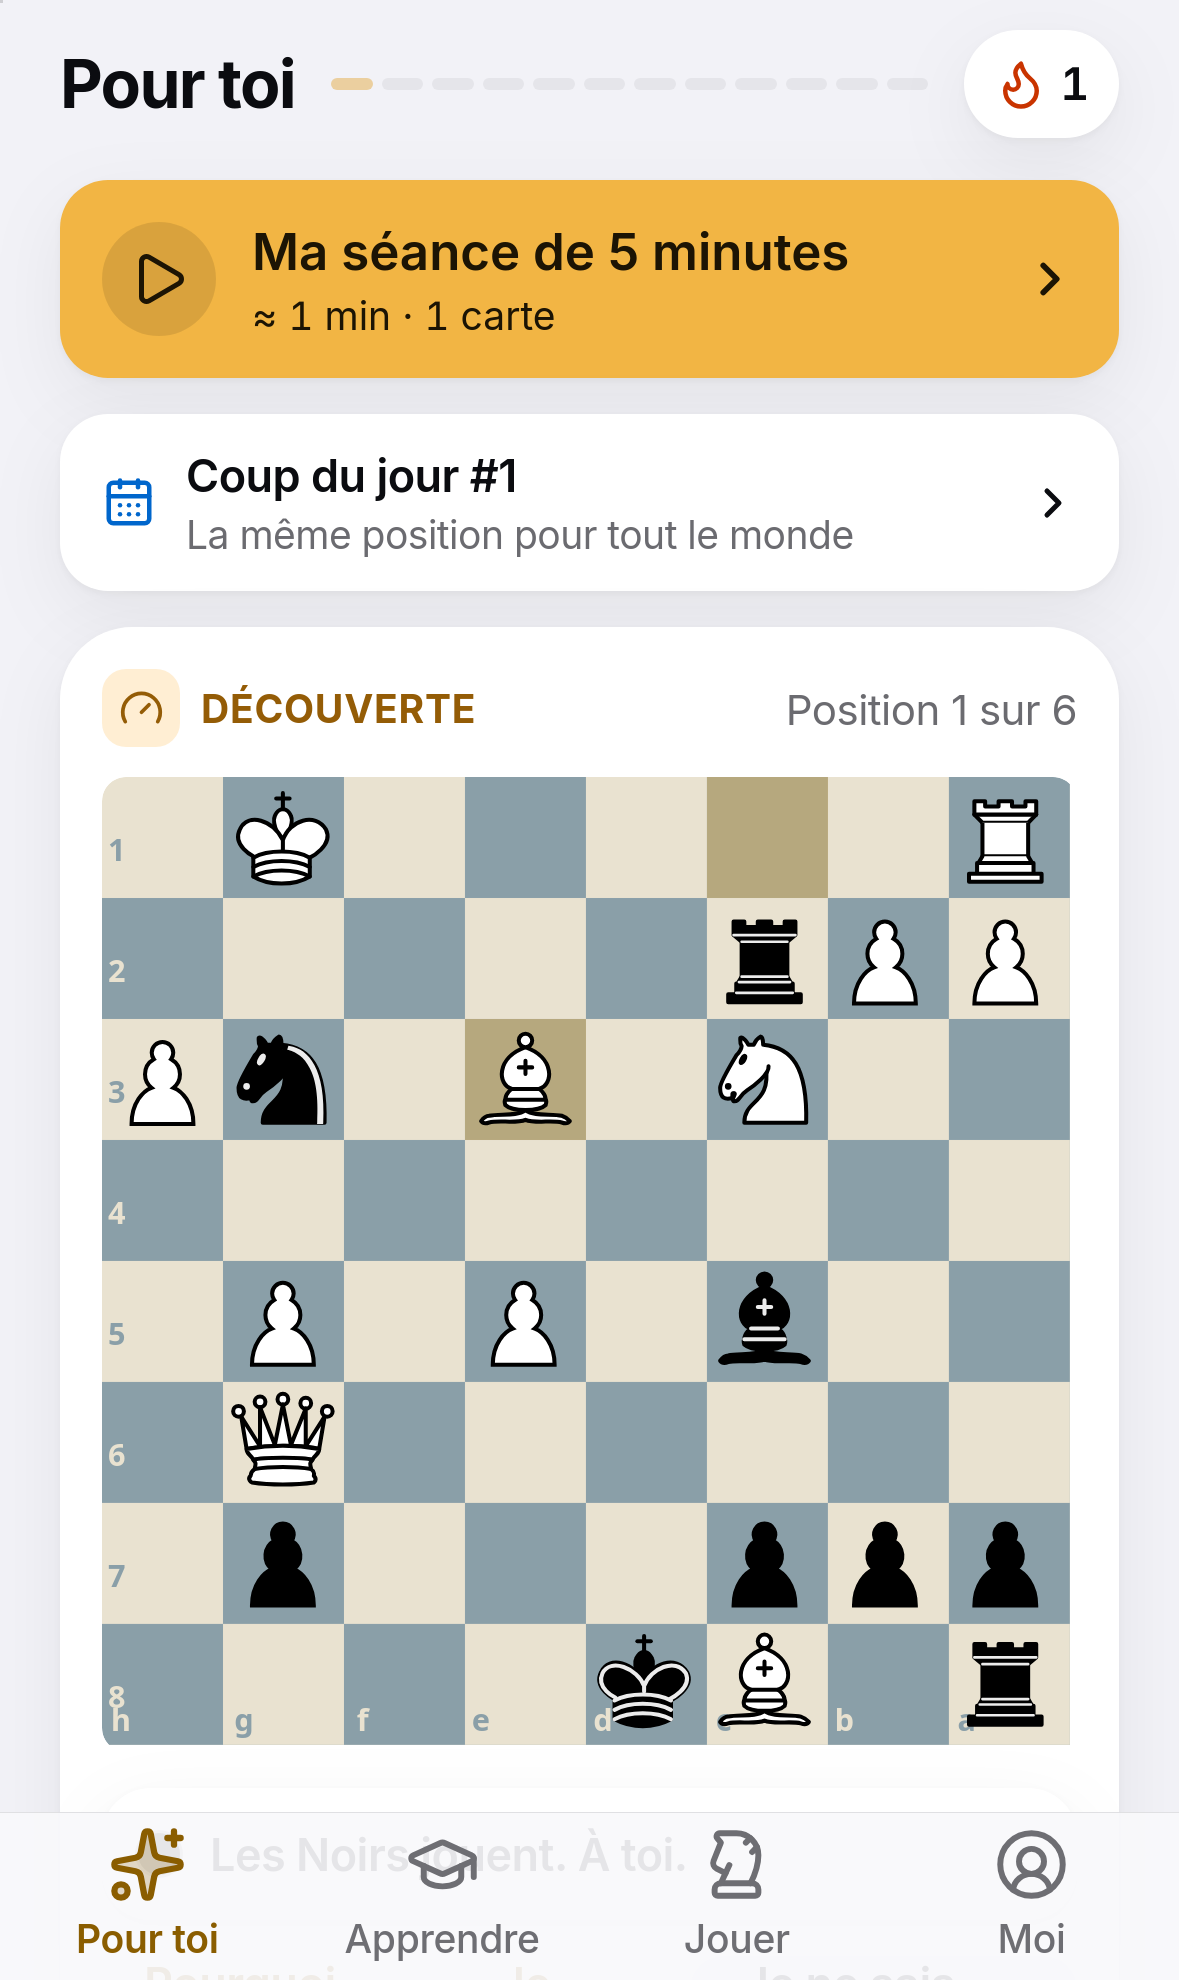 Pour toi
1
Ma séance de 5 minutes
≈ 1 min · 1 carte
Coup du jour #1
La même position pour tout le monde
DÉCOUVERTE
Position 1 sur 6
1
2
3
4
5
6
7
8
h g f e d c b a
Les Noirs jouent. À toi.
Pour toi
Apprendre
Jouer
Moi